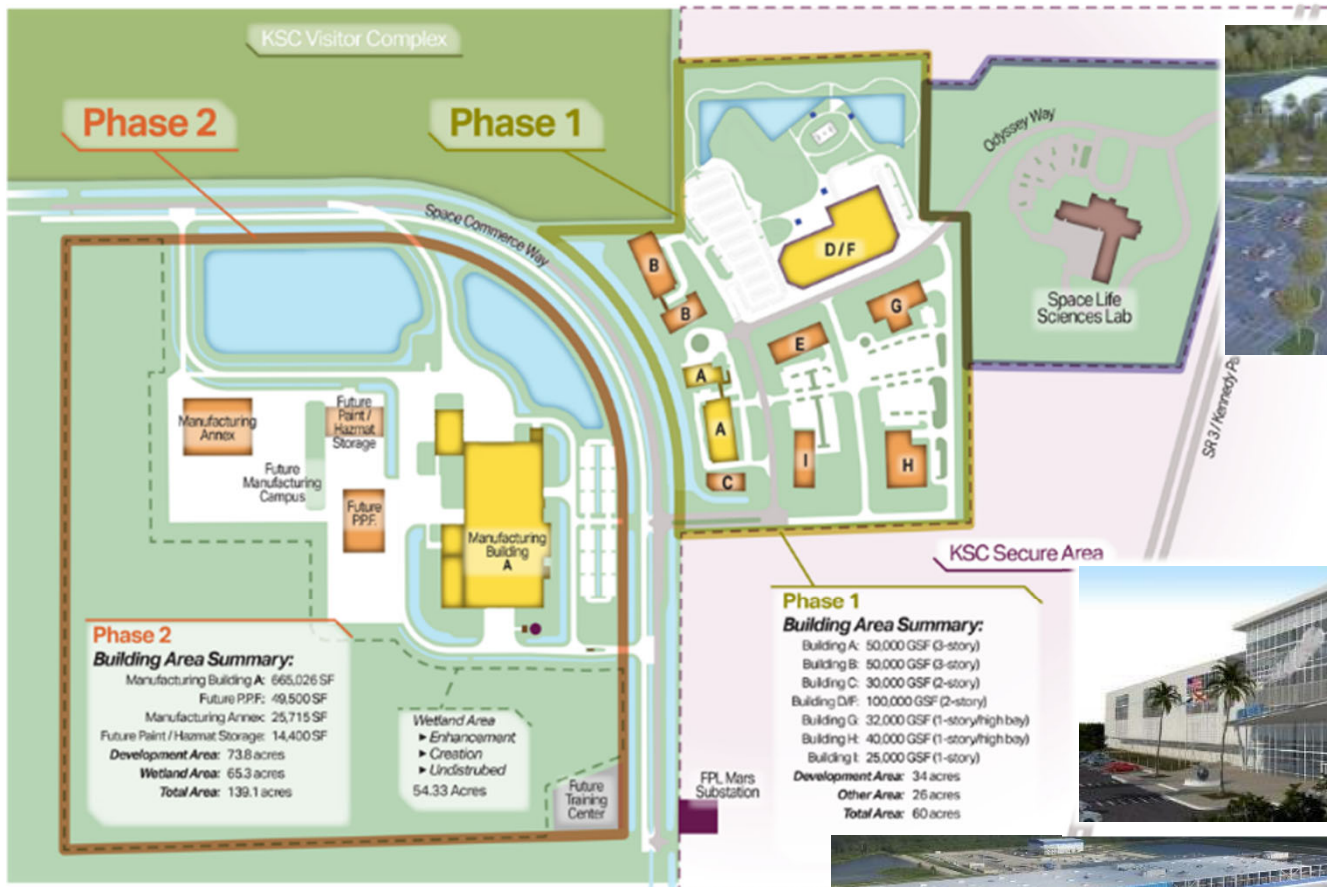 KSC Visitor Complex
Phase 2
Phase 1
Space Commerce Way
Odyssey Way
B
B
D/F
G
E
A
A
C
I
H
Space Life
Sciences Lab
SR 3 / Kennedy
Manufacturing
Annex
Future
Paint /
Hazmat
Storage
Future
Manufacturing
Campus
Future
P.P.F.
Manufacturing
Building
A
KSC Secure Area
Phase 2
Building Area Summary:
Manufacturing Building A: 665,026 SF
Future P.P.F.: 49,500 SF
Manufacturing Annex: 25,715 SF
Future Paint / Hazmat Storage: 14,400 SF
Development Area: 73.8 acres
Wetland Area: 65.3 acres
Total Area: 139.1 acres
Wetland Area
▸ Enhancement
▸ Creation
▸ Undistrubed
54.33 Acres
Future
Training
Center
FPL Mars
Substation
Phase 1
Building Area Summary:
Building A: 50,000 GSF (3-story)
Building B: 50,000 GSF (3-story)
Building C: 30,000 GSF (2-story)
Building D/F: 100,000 GSF (2-story)
Building G: 32,000 GSF (1-story/high bay)
Building H: 40,000 GSF (1-story/high bay)
Building I: 25,000 GSF (1-story)
Development Area: 34 acres
Other Area: 26 acres
Total Area: 60 acres